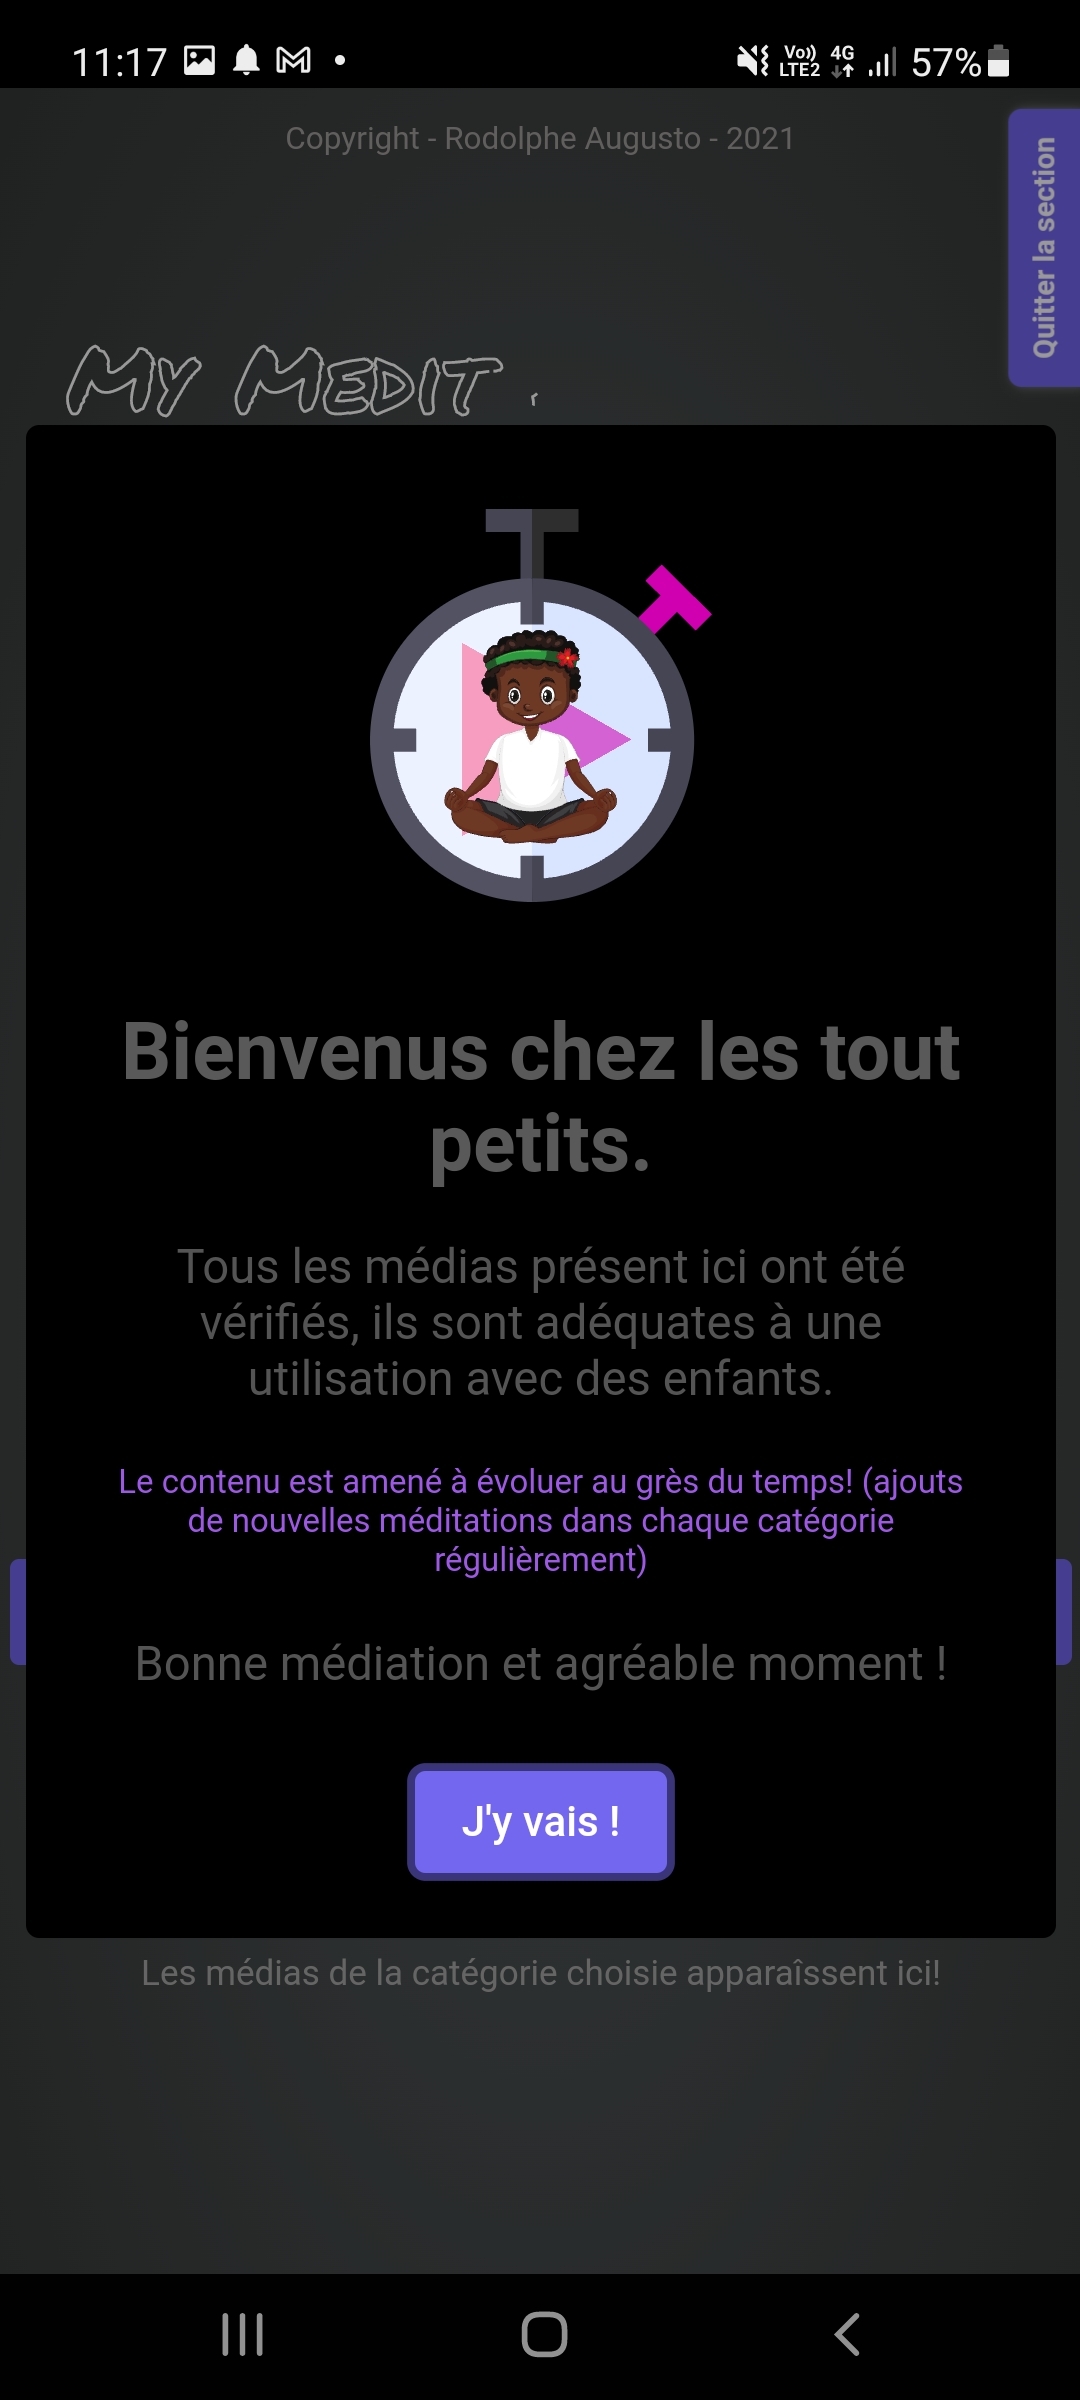 11:17
Vo)) 4G
LTE2
57%
Copyright - Rodolphe Augusto - 2021
Quitter la section
My Medit
Bienvenus chez les tout
petits.
Tous les médias présent ici ont été
vérifiés, ils sont adéquates à une
utilisation avec des enfants.
Le contenu est amené à évoluer au grès du temps! (ajouts
de nouvelles méditations dans chaque catégorie
régulièrement)
Bonne médiation et agréable moment !
J'y vais !
Les médias de la catégorie choisie apparaîssent ici!